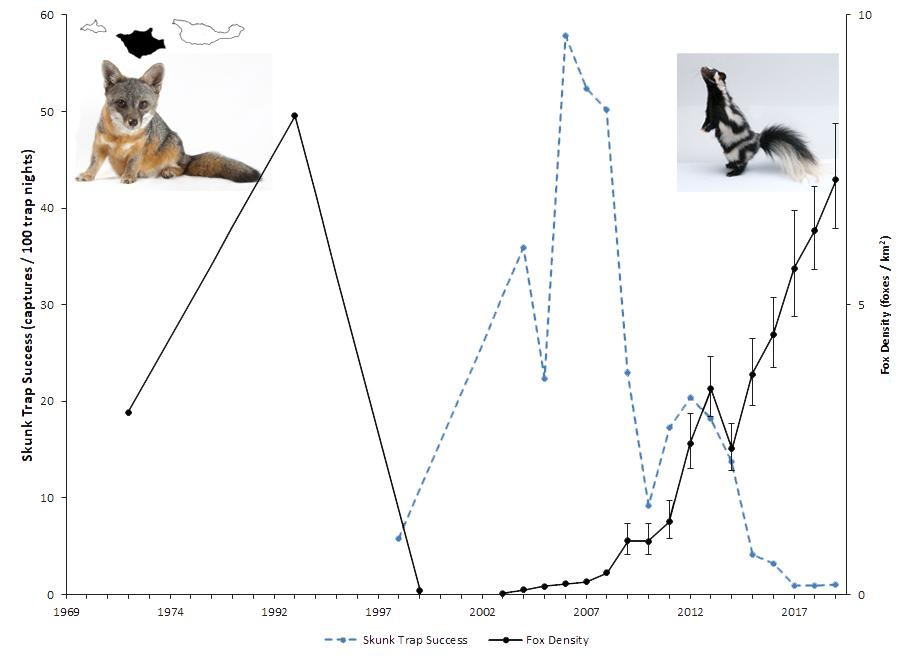 60
50
40
30
20
10
0
Skunk Trap Success (captures / 100 trap nights)
10
5
0
Fox Density (foxes / km²)
1969 1974 1992 1997 2002 2007 2012 2017
Skunk Trap Success Fox Density